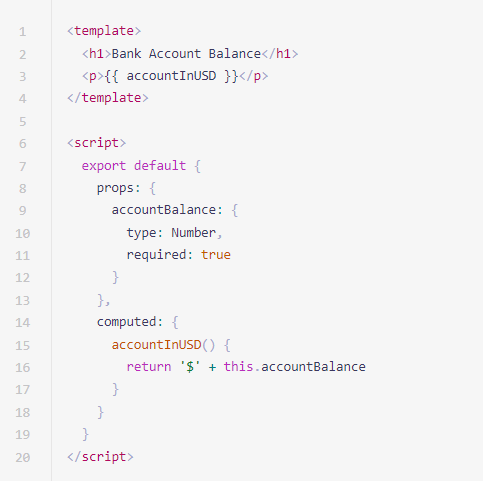 1 <template>
2   <h1>Bank Account Balance</h1>
3   <p>{{ accountInUSD }}</p>
4 </template>
5
6 <script>
7   export default {
8     props: {
9       accountBalance: {
10         type: Number,
11         required: true
12       }
13     },
14     computed: {
15       accountInUSD() {
16         return '$' + this.accountBalance
17       }
18     }
19   }
20 </script>